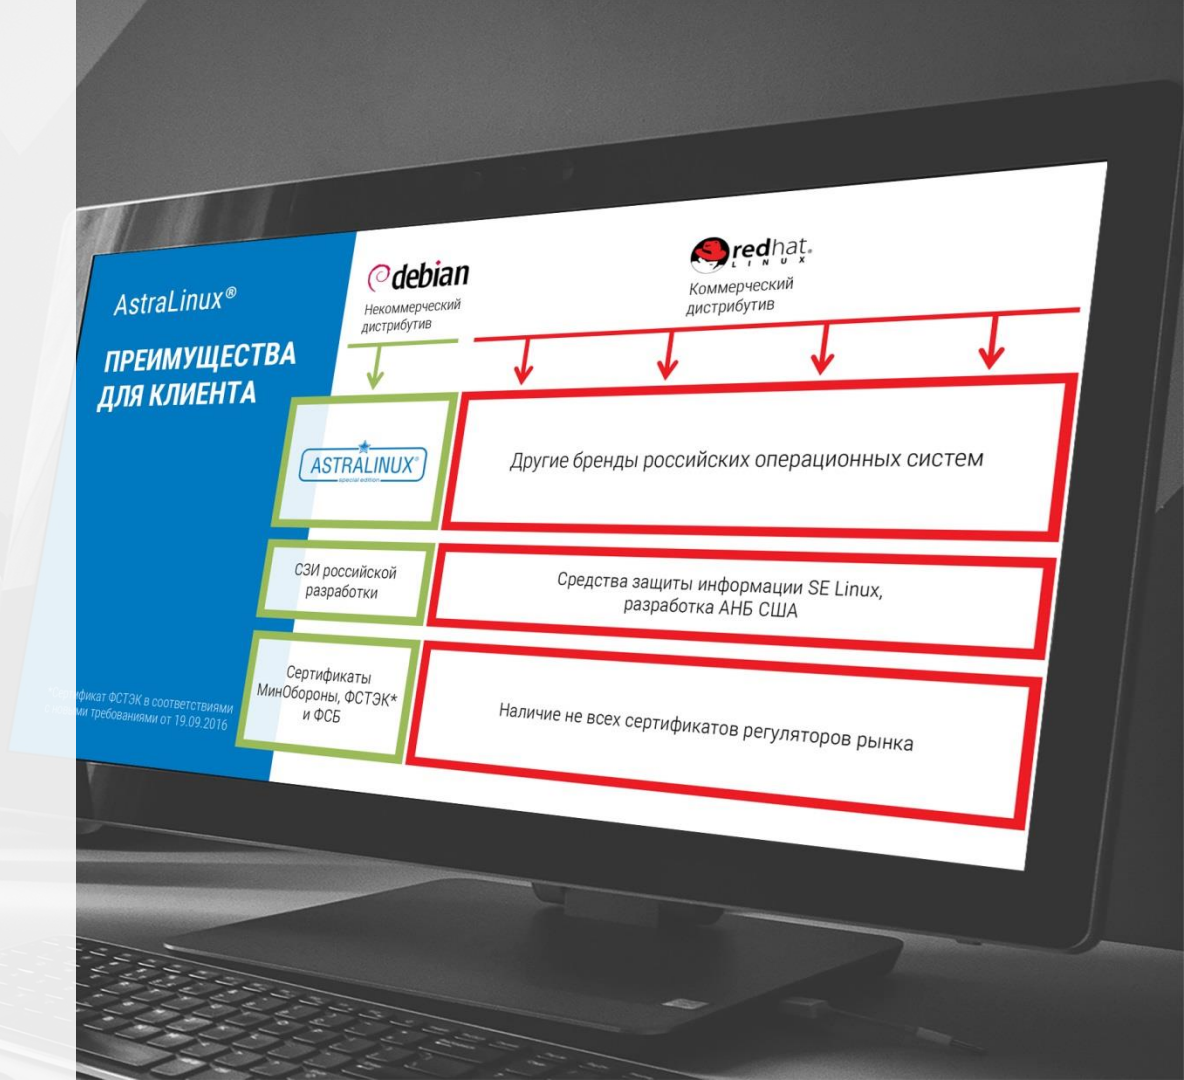 AstraLinux®
ПРЕИМУЩЕСТВА
ДЛЯ КЛИЕНТА
debian
Некоммерческий
дистрибутив
redhat.
LINUX
Коммерческий
дистрибутив
ASTRALINUX®
special edition
Другие бренды российских операционных систем
СЗИ российской
разработки
Средства защиты информации SE Linux,
разработка АНБ США
Сертификаты
МинОбороны, ФСТЭК*
и ФСБ
Наличие не всех сертификатов регуляторов рынка
*Сертификат ФСТЭК в соответствиями
с новыми требованиями от 19.09.2016